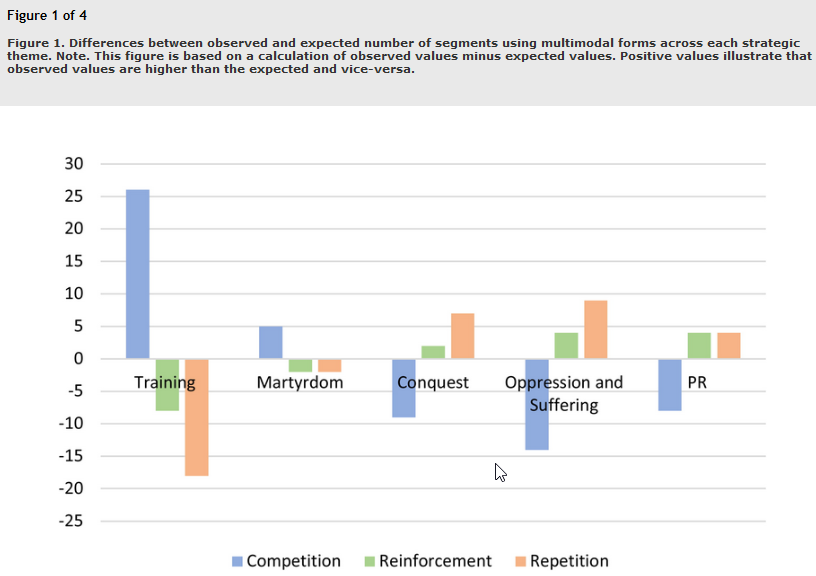 Figure 1 of 4
Figure 1. Differences between observed and expected number of segments using multimodal forms across each strategic
theme. Note. This figure is based on a calculation of observed values minus expected values. Positive values illustrate that
observed values are higher than the expected and vice-versa.
30
25
20
15
10
5
0
Training Martyrdom Conquest Oppression and PR
Suffering
-5
-10
-15
-20
-25
Competition Reinforcement Repetition